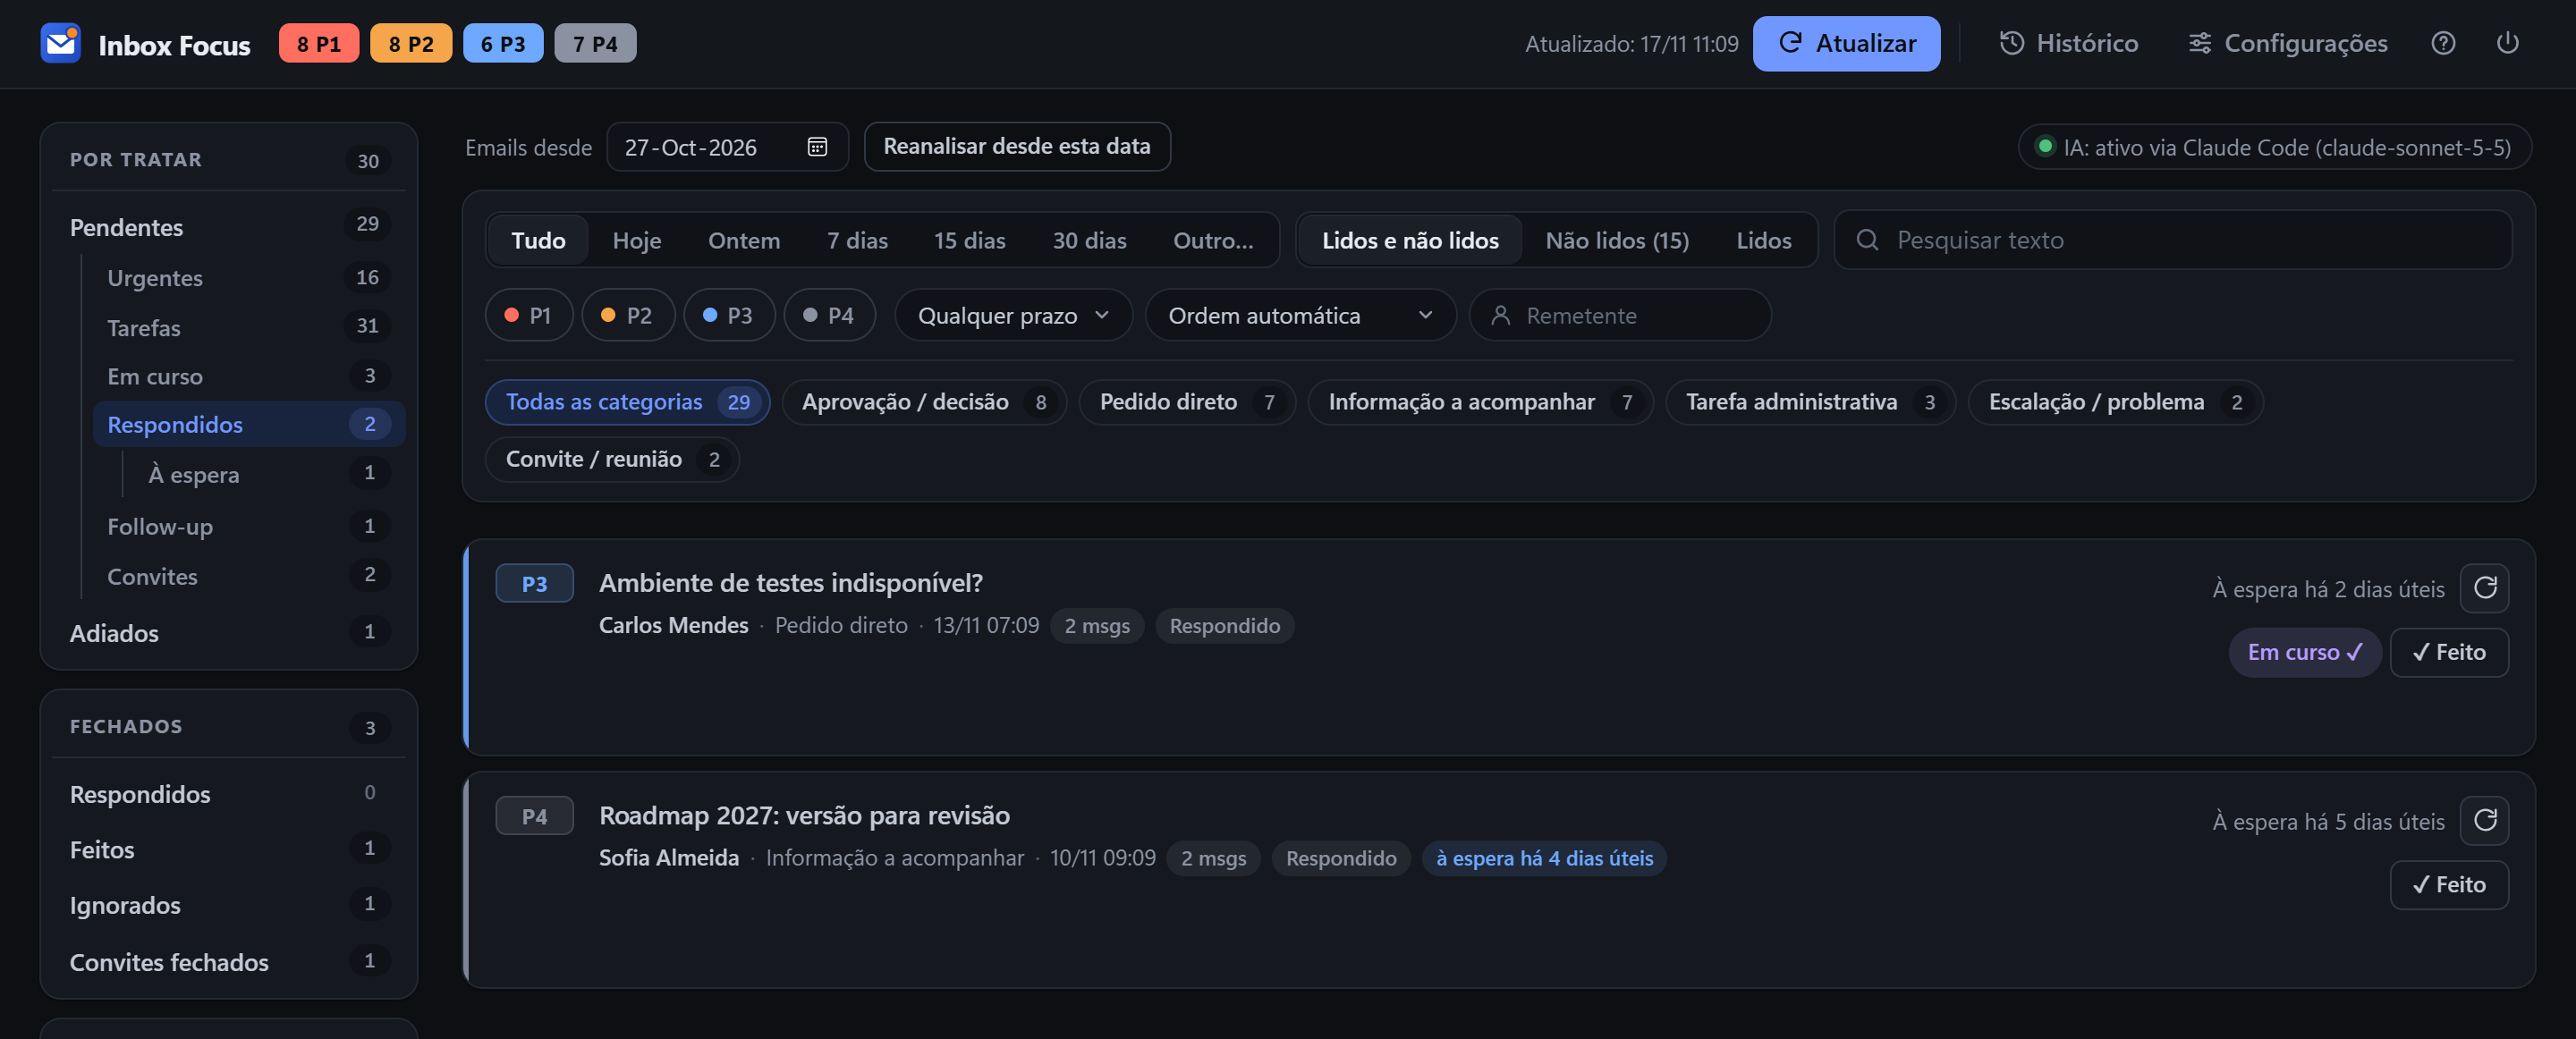 Inbox Focus 8 P1 8 P2 6 P3 7 P4 Atualizado: 17/11 11:09 Atualizar Histórico Configurações
POR TRATAR 30
Pendentes 29
Urgentes 16
Tarefas 31
Em curso 3
Respondidos 2
À espera 1
Follow-up 1
Convites 2
Adiados 1
FECHADOS 3
Respondidos 0
Feitos 1
Ignorados 1
Convites fechados 1
Emails desde 27-Oct-2026 Reanalisar desde esta data IA: ativo via Claude Code (claude-sonnet-5-5)
Tudo Hoje Ontem 7 dias 15 dias 30 dias Outro... Lidos e não lidos Não lidos (15) Lidos Pesquisar texto
P1 P2 P3 P4 Qualquer prazo Ordem automática Remetente
Todas as categorias 29 Aprovação / decisão 8 Pedido direto 7 Informação a acompanhar 7 Tarefa administrativa 3 Escalação / problema 2
Convite / reunião 2
P3 Ambiente de testes indisponível? À espera há 2 dias úteis
Carlos Mendes · Pedido direto · 13/11 07:09 2 msgs Respondido
Em curso ✓ ✓ Feito
P4 Roadmap 2027: versão para revisão À espera há 5 dias úteis
Sofia Almeida · Informação a acompanhar · 10/11 09:09 2 msgs Respondido à espera há 4 dias úteis
✓ Feito